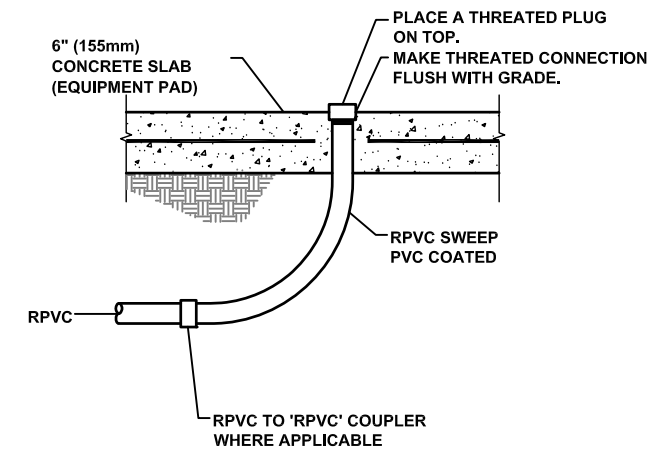 PLACE A THREATED PLUG
ON TOP.
MAKE THREATED CONNECTION
FLUSH WITH GRADE.
6" (155mm)
CONCRETE SLAB
(EQUIPMENT PAD)
RPVC SWEEP
PVC COATED
RPVC
RPVC TO 'RPVC' COUPLER
WHERE APPLICABLE